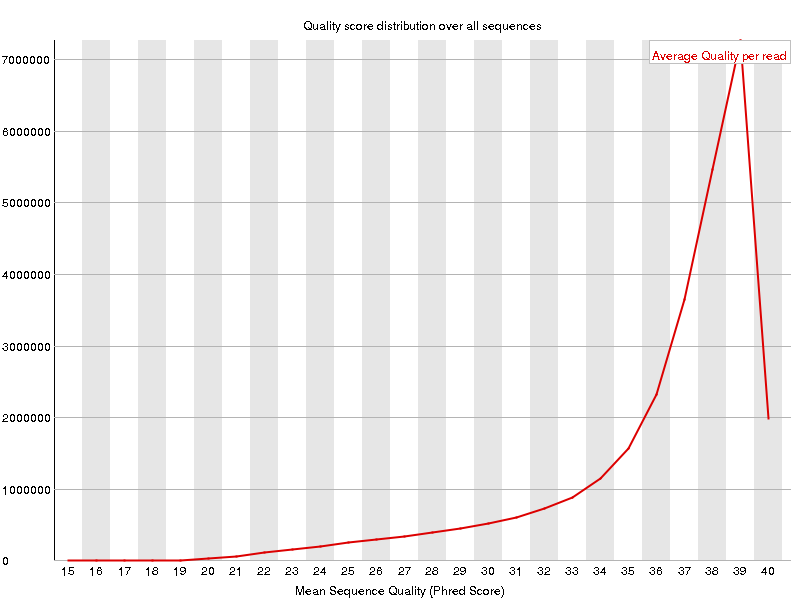 Quality score distribution over all sequences
Average Quality per read
7000000
6000000
5000000
4000000
3000000
2000000
1000000
0
15 16 17 18 19 20 21 22 23 24 25 26 27 28 29 30 31 32 33 34 35 36 37 38 39 40
Mean Sequence Quality (Phred Score)